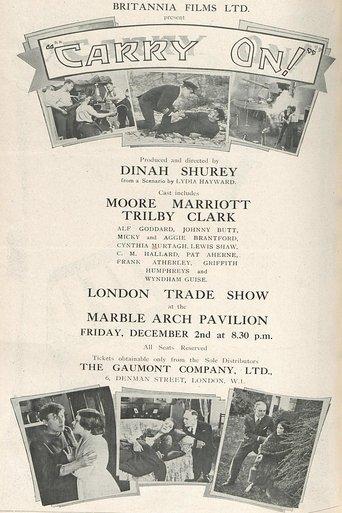 BRITANNIA FILMS LTD.
present
"CARRY ON!"
Produced and directed by
DINAH SHUREY
from a Scenario by LYDIA HAYWARD.
Cast includes
MOORE MARRIOTT
TRILBY CLARK
ALF GODDARD, JOHNNY BUTT,
MICKY and AGGIE BRANTFORD,
CYNTHIA MURTAGH, LEWIS SHAW,
C. M. HALLARD, PAT AHERNE,
FRANK ATHERLEY, GRIFFITH
HUMPHREYS and
WYNDHAM GUISE.
LONDON TRADE SHOW
at the
MARBLE ARCH PAVILION
FRIDAY, DECEMBER 2nd at 8.30 p.m.
All Seats Reserved
Tickets obtainable only from the Sole Distributors
THE GAUMONT COMPANY, LTD.,
6, DENMAN STREET, LONDON, W.1.